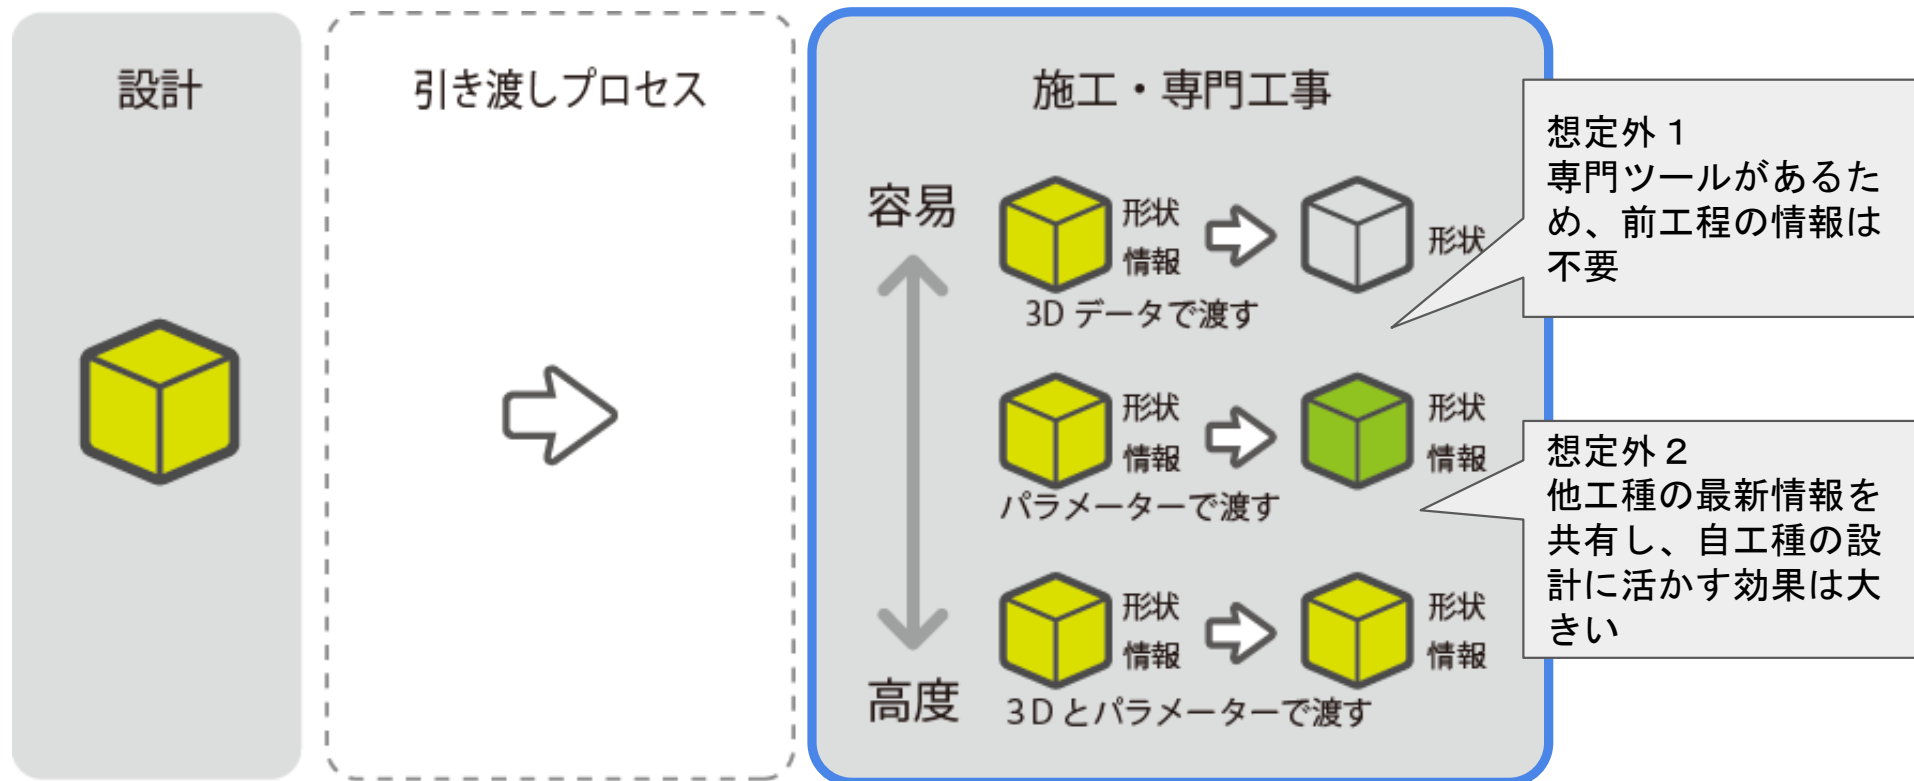 設計
引き渡しプロセス
施工・専門工事
容易
形状
情報
形状
3D データで渡す
形状
情報
形状
情報
パラメーターで渡す
高度
形状
情報
形状
情報
3Dとパラメーターで渡す
想定外1
専門ツールがあるた
め、前工程の情報は
不要
想定外2
他工種の最新情報を
共有し、自工種の設
計に活かす効果は大
きい